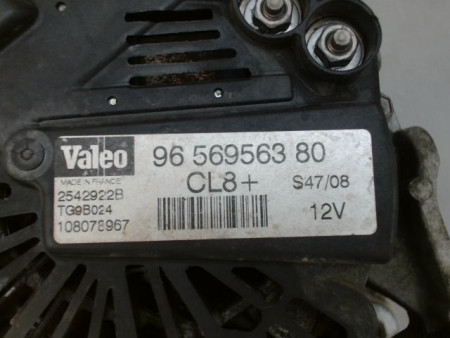 Valeo 96 569563 80
MADE IN FRANCE CL8+ S47/08
2542922B
TG9B024 12V
108078967